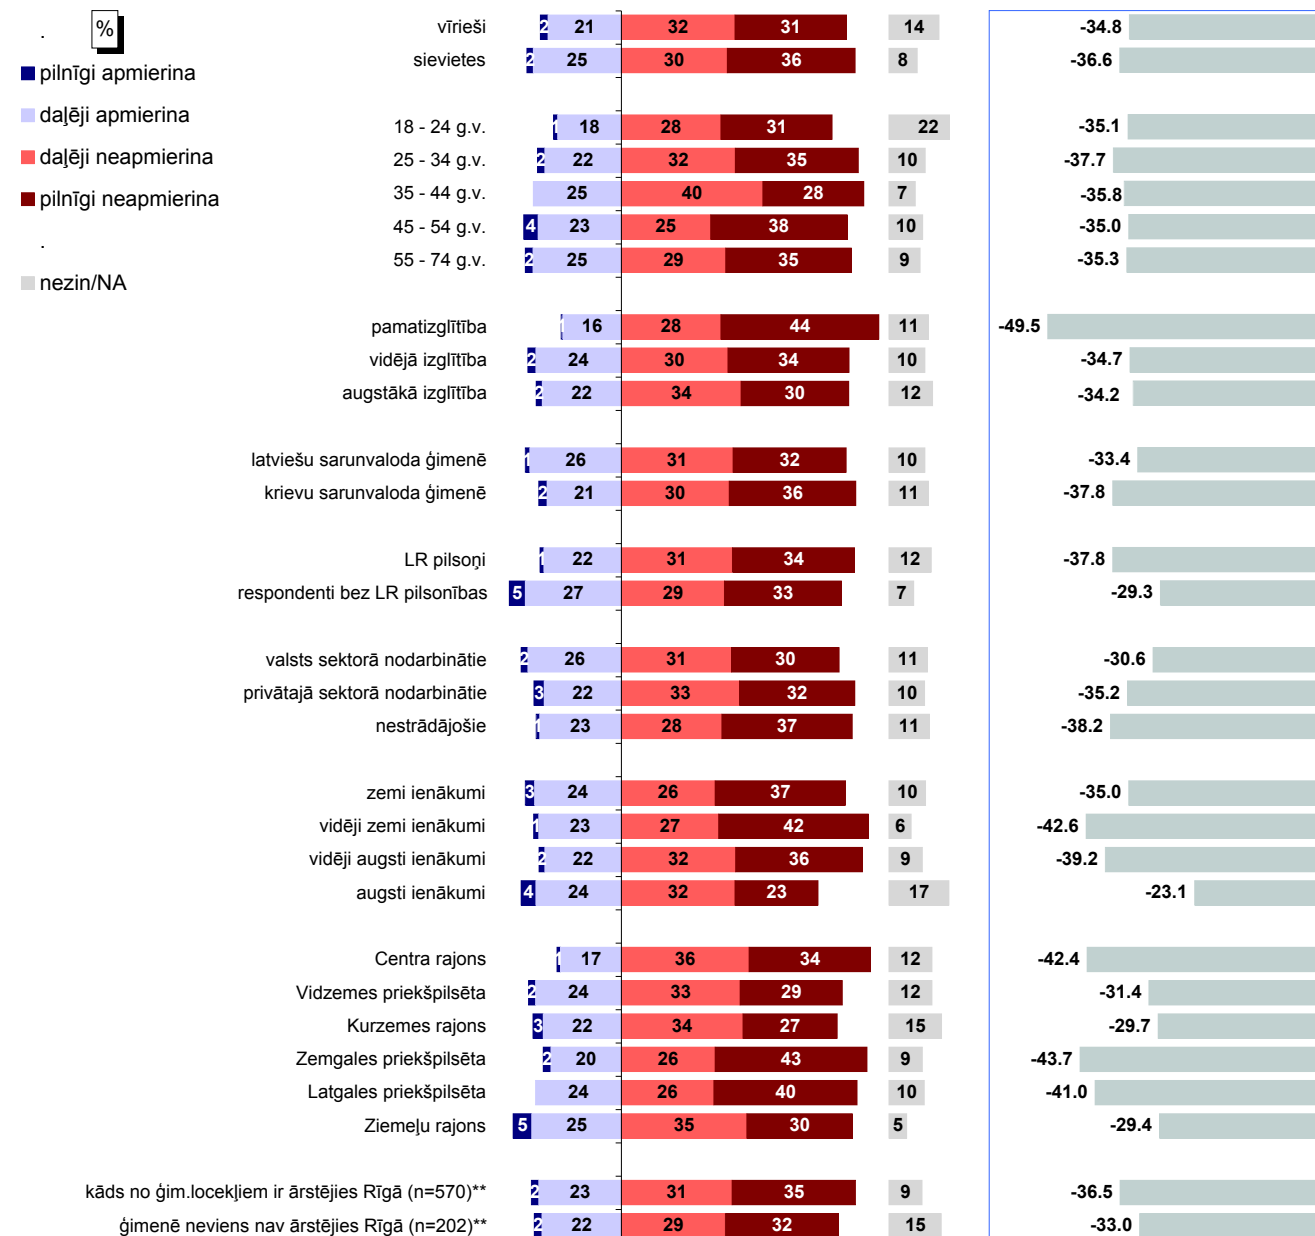 . %
pilnīgi apmierina
daļēji apmierina
daļēji neapmierina
pilnīgi neapmierina
.
nezin/NA
vīrieši 2 21 32 31 14 -34.8
sievietes 2 25 30 36 8 -36.6
18 - 24 g.v. 1 18 28 31 22 -35.1
25 - 34 g.v. 2 22 32 35 10 -37.7
35 - 44 g.v. 25 40 28 7 -35.8
45 - 54 g.v. 4 23 25 38 10 -35.0
55 - 74 g.v. 2 25 29 35 9 -35.3
pamatizglītība 1 16 28 44 11 -49.5
vidējā izglītība 2 24 30 34 10 -34.7
augstākā izglītība 2 22 34 30 12 -34.2
latviešu sarunvaloda ģimenē 1 26 31 32 10 -33.4
krievu sarunvaloda ģimenē 2 21 30 36 11 -37.8
LR pilsoņi 1 22 31 34 12 -37.8
respondenti bez LR pilsonības 5 27 29 33 7 -29.3
valsts sektorā nodarbinātie 2 26 31 30 11 -30.6
privātajā sektorā nodarbinātie 3 22 33 32 10 -35.2
nestrādājošie 1 23 28 37 11 -38.2
zemi ienākumi 3 24 26 37 10 -35.0
vidēji zemi ienākumi 1 23 27 42 6 -42.6
vidēji augsti ienākumi 2 22 32 36 9 -39.2
augsti ienākumi 4 24 32 23 17 -23.1
Centra rajons 1 17 36 34 12 -42.4
Vidzemes priekšpilsēta 2 24 33 29 12 -31.4
Kurzemes rajons 3 22 34 27 15 -29.7
Zemgales priekšpilsēta 2 20 26 43 9 -43.7
Latgales priekšpilsēta 24 26 40 10 -41.0
Ziemeļu rajons 5 25 35 30 5 -29.4
kāds no ģim.locekļiem ir ārstējies Rīgā (n=570)** 2 23 31 35 9 -36.5
ģimenē neviens nav ārstējies Rīgā (n=202)** 2 22 29 32 15 -33.0